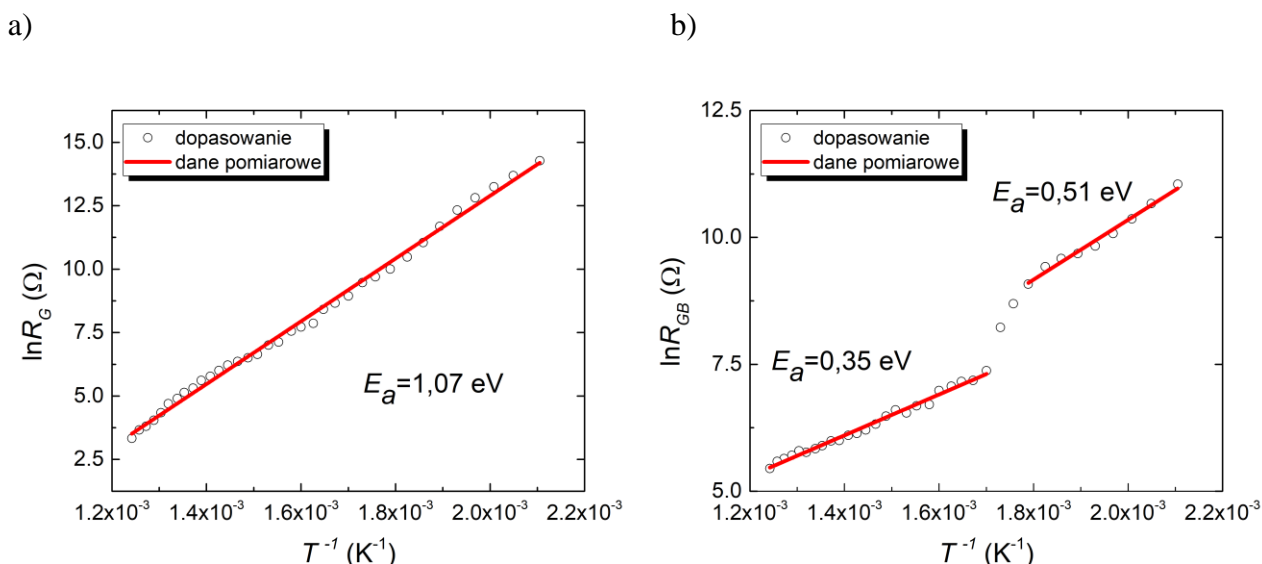 a)
b)
15.0
12.5
10.0
7.5
5.0
2.5
lnR_G (Ω)
dopasowanie
dane pomiarowe
E_a=1,07 eV
1.2x10⁻³ 1.4x10⁻³ 1.6x10⁻³ 1.8x10⁻³ 2.0x10⁻³ 2.2x10⁻³
T⁻¹ (K⁻¹)
12.5
10.0
7.5
5.0
lnR_GB (Ω)
dopasowanie
dane pomiarowe
E_a=0,51 eV
E_a=0,35 eV
1.2x10⁻³ 1.4x10⁻³ 1.6x10⁻³ 1.8x10⁻³ 2.0x10⁻³ 2.2x10⁻³
T⁻¹ (K⁻¹)